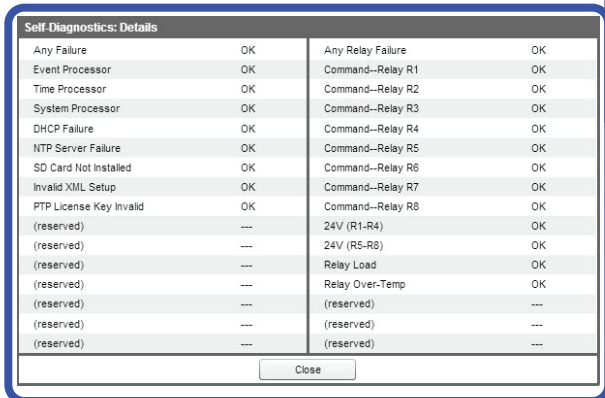 Self-Diagnostics: Details
Any Failure OK Any Relay Failure OK
Event Processor OK Command--Relay R1 OK
Time Processor OK Command--Relay R2 OK
System Processor OK Command--Relay R3 OK
DHCP Failure OK Command--Relay R4 OK
NTP Server Failure OK Command--Relay R5 OK
SD Card Not Installed OK Command--Relay R6 OK
Invalid XML Setup OK Command--Relay R7 OK
PTP License Key Invalid OK Command--Relay R8 OK
(reserved) --- 24V (R1-R4) OK
(reserved) --- 24V (R5-R8) OK
(reserved) --- Relay Load OK
(reserved) --- Relay Over-Temp OK
(reserved) --- (reserved) ---
(reserved) --- (reserved) ---
(reserved) --- (reserved) ---
Close